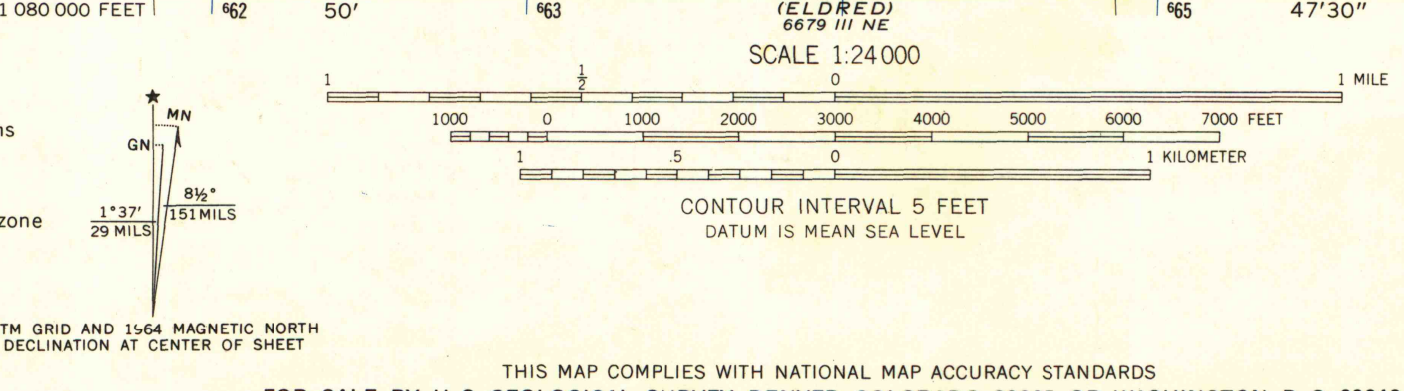 1 080 000 FEET 662 50' 663 (ELDRED) 665 47'30"
6679 III NE
SCALE 1:24 000
1 1/2 0 1 MILE
1000 0 1000 2000 3000 4000 5000 6000 7000 FEET
1 .5 0 1 KILOMETER
CONTOUR INTERVAL 5 FEET
DATUM IS MEAN SEA LEVEL
★
MN
GN
8½°
151 MILS
1°37'
29 MILS
zone
TM GRID AND 1964 MAGNETIC NORTH
DECLINATION AT CENTER OF SHEET
THIS MAP COMPLIES WITH NATIONAL MAP ACCURACY STANDARDS